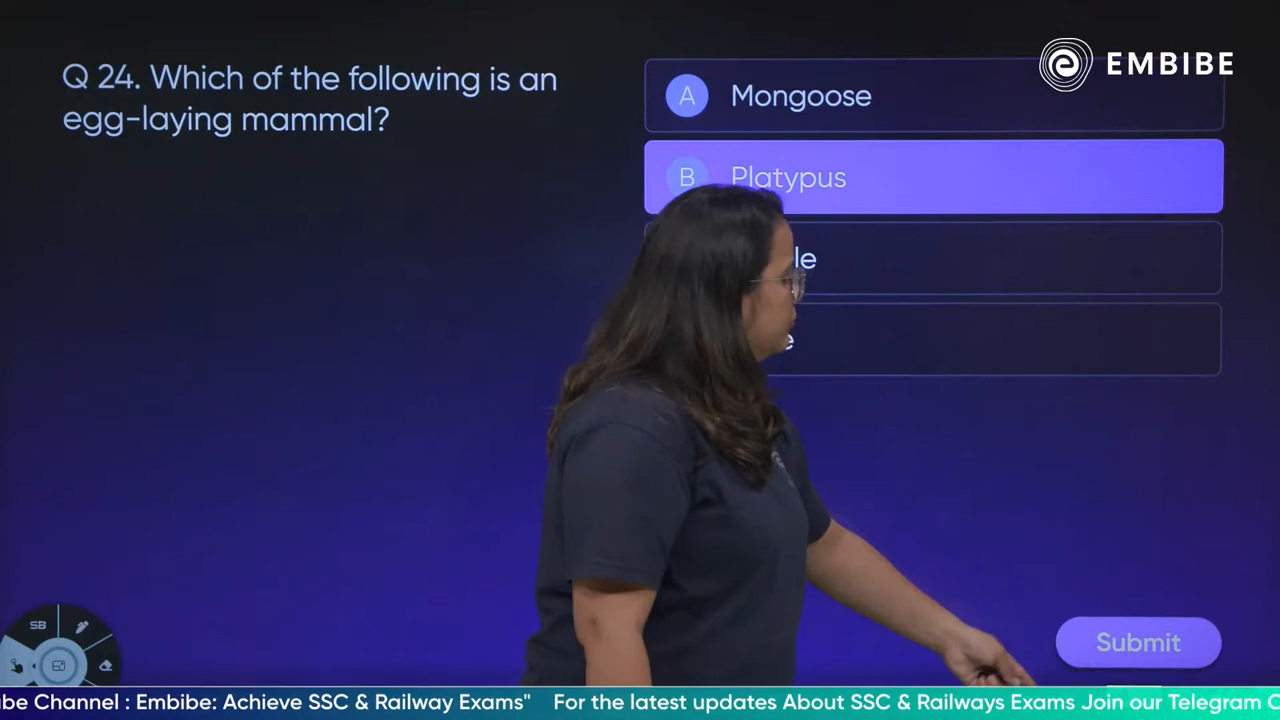 Q 24. Which of the following is an
egg-laying mammal?
A Mongoose
B Platypus
EMBIBE
SB
Submit
Channel : Embibe: Achieve SSC & Railway Exams" For the latest updates About SSC & Railways Exams Join our Telegram